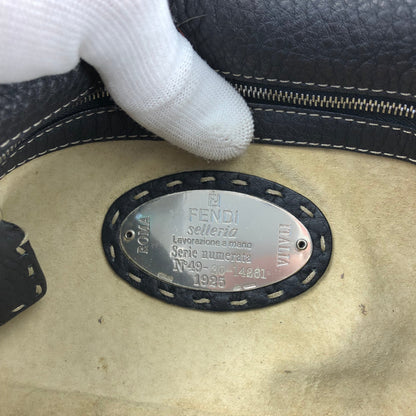 FENDI
selleria
Lavorazione a mano
ROMA
ITALIA
Serie numerata
1925